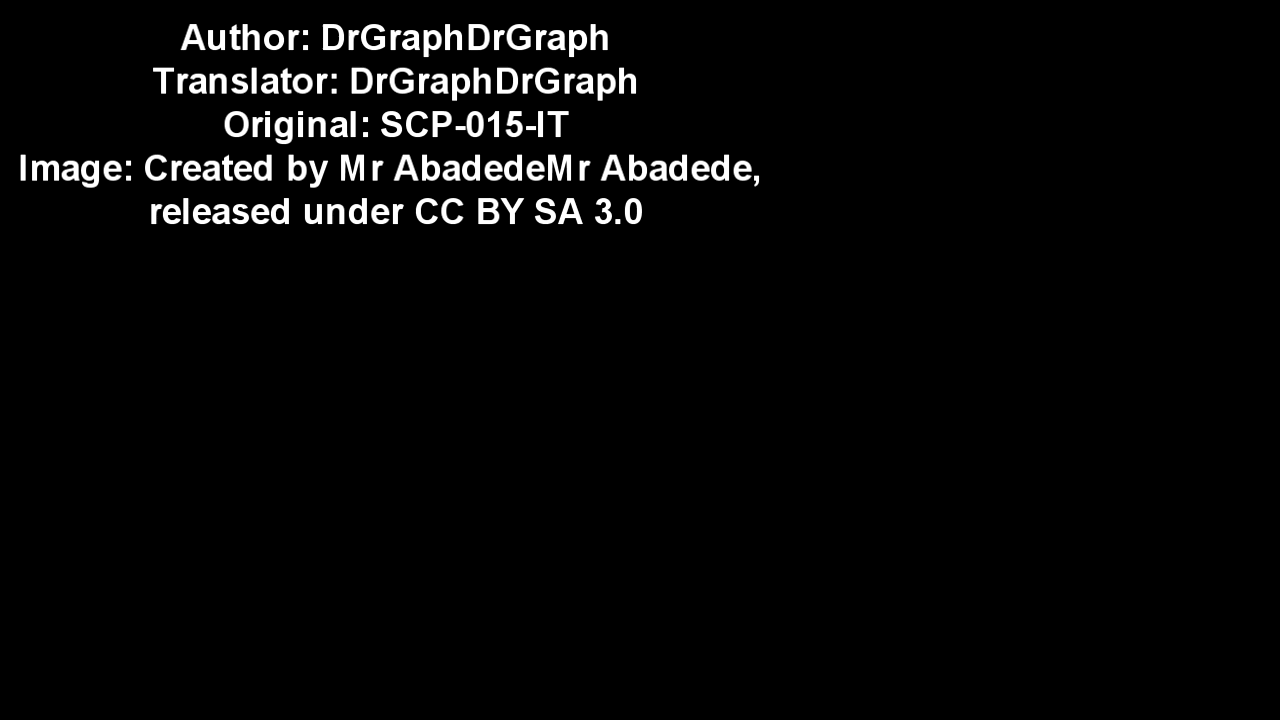 Author: DrGraphDrGraph
Translator: DrGraphDrGraph
Original: SCP-015-IT
Image: Created by Mr AbadedeMr Abadede,
released under CC BY SA 3.0